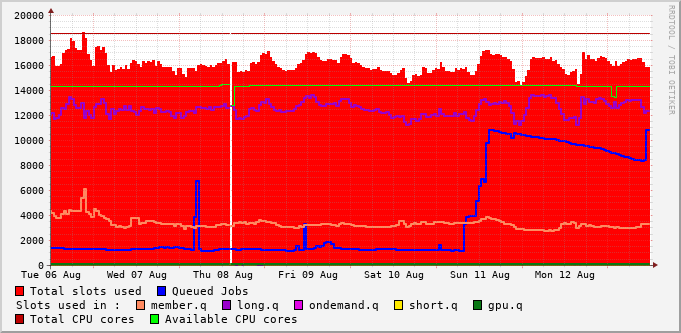 20000
18000
16000
14000
12000
10000
8000
6000
4000
2000
0
Tue 06 Aug Wed 07 Aug Thu 08 Aug Fri 09 Aug Sat 10 Aug Sun 11 Aug Mon 12 Aug
Total slots used Queued Jobs
Slots used in : member.q long.q ondemand.q short.q gpu.q
Total CPU cores Available CPU cores
RRDTOOL / TOBI OETIKER